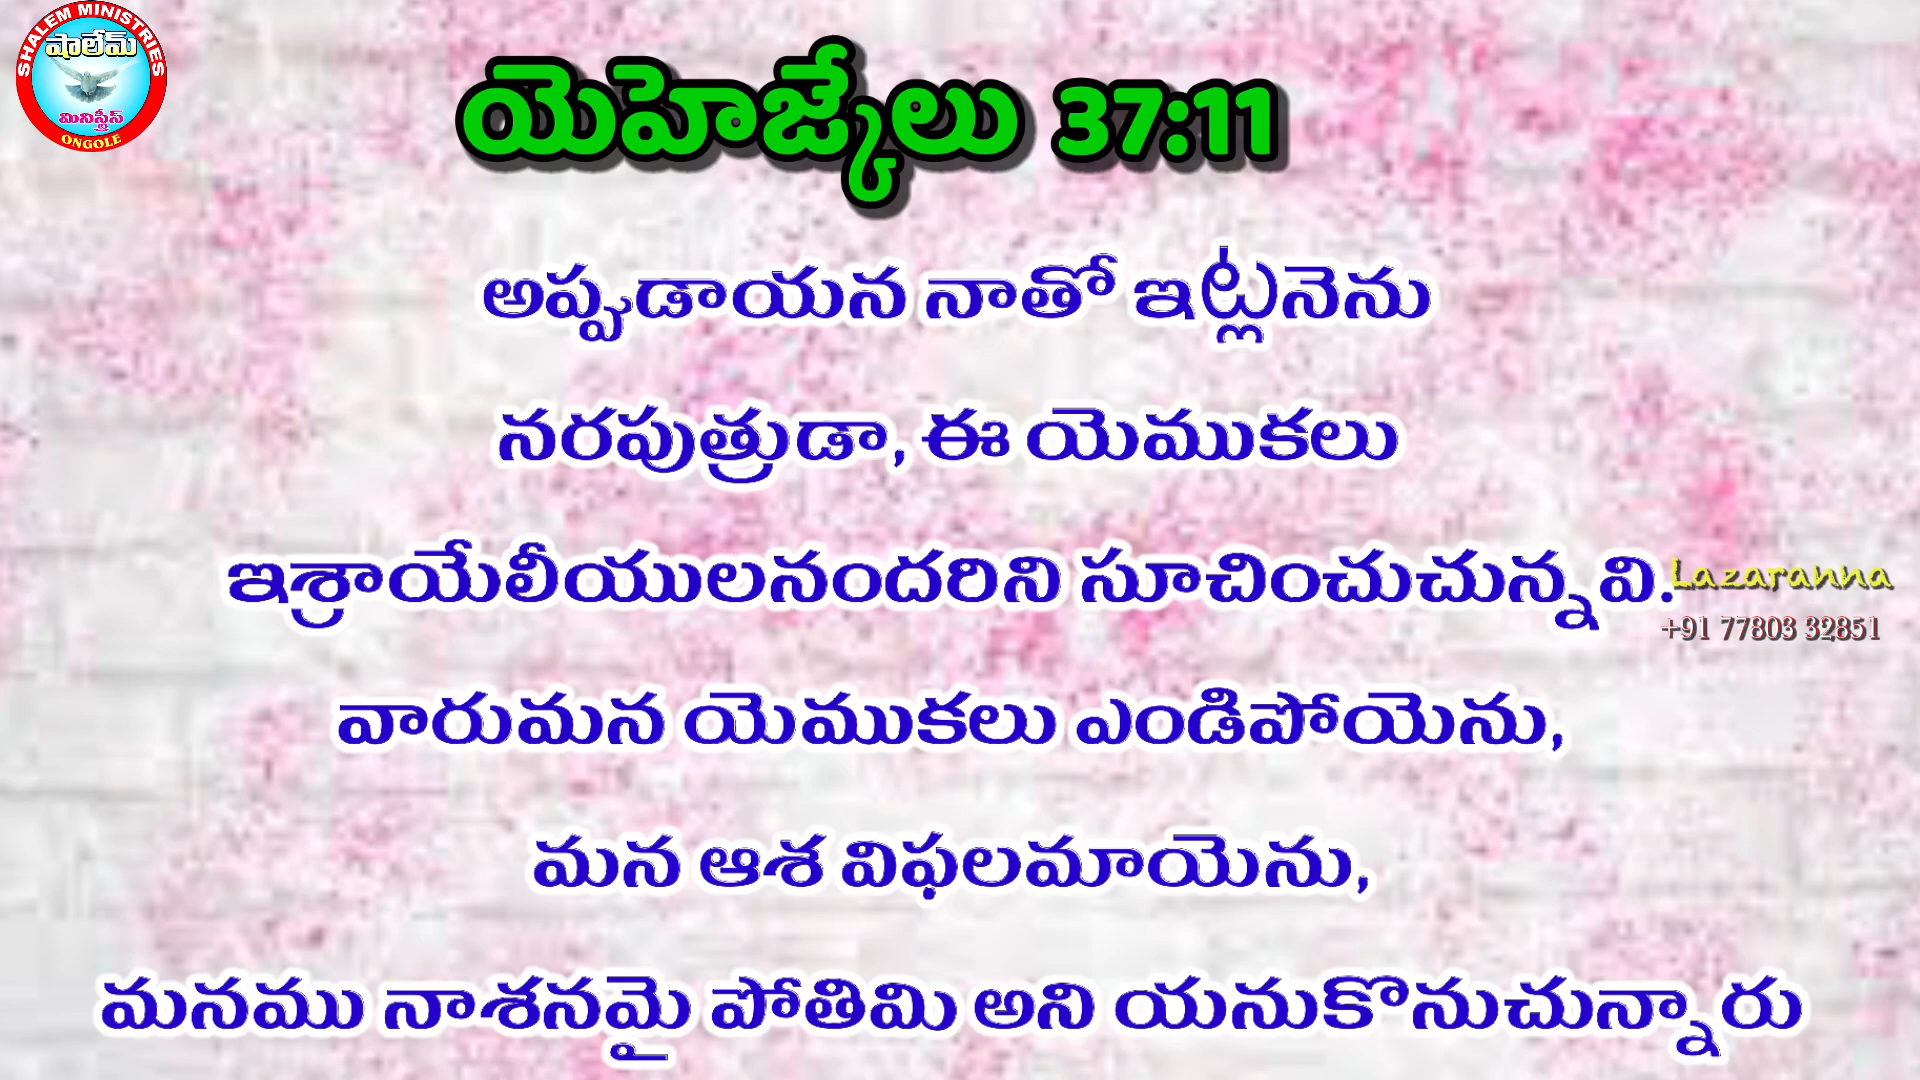 SHALEM MINISTRIES
షాలేమ్
మినిస్ట్రీస్
ONGOLE
యెహెజ్కేలు 37:11
అప్పుడాయన నాతో ఇట్లనెను
నరపుత్రుడా, ఈ యెముకలు
ఇశ్రాయేలీయులనందరిని సూచించుచున్నవి.
Lazaranna
+91 77803 32851
వారుమన యెముకలు ఎండిపోయెను,
మన ఆశ విఫలమాయెను,
మనము నాశనమై పోతిమి అని యనుకొనుచున్నారు